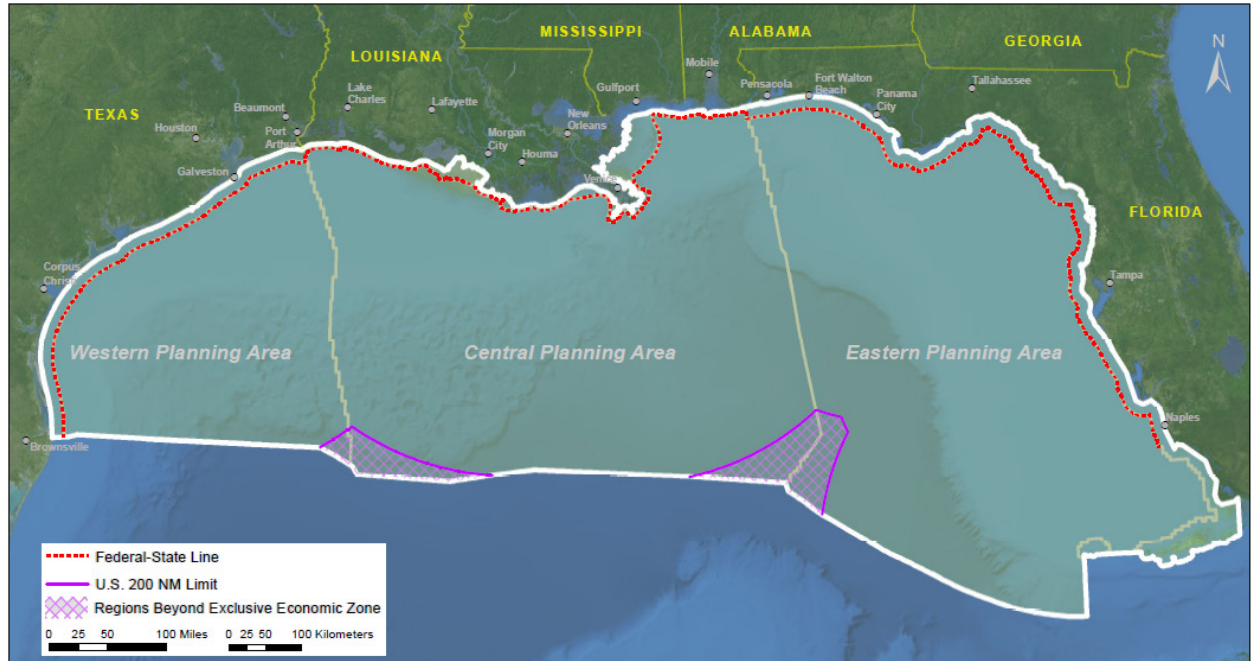 MISSISSIPPI
ALABAMA
GEORGIA
N
LOUISIANA
TEXAS
FLORIDA
Mobile
Pensacola
Fort Walton
Beach
Tallahassee
Panama
City
Gulfport
Lake
Charles
Lafayette
Beaumont
Port
Arthur
Houston
New
Orleans
Morgan
City
Houma
Galveston
Venice
Corpus
Christi
Tampa
Western Planning Area
Central Planning Area
Eastern Planning Area
Naples
Brownsville
Federal-State Line
U.S. 200 NM Limit
Regions Beyond Exclusive Economic Zone
0 25 50 100 Miles 0 25 50 100 Kilometers